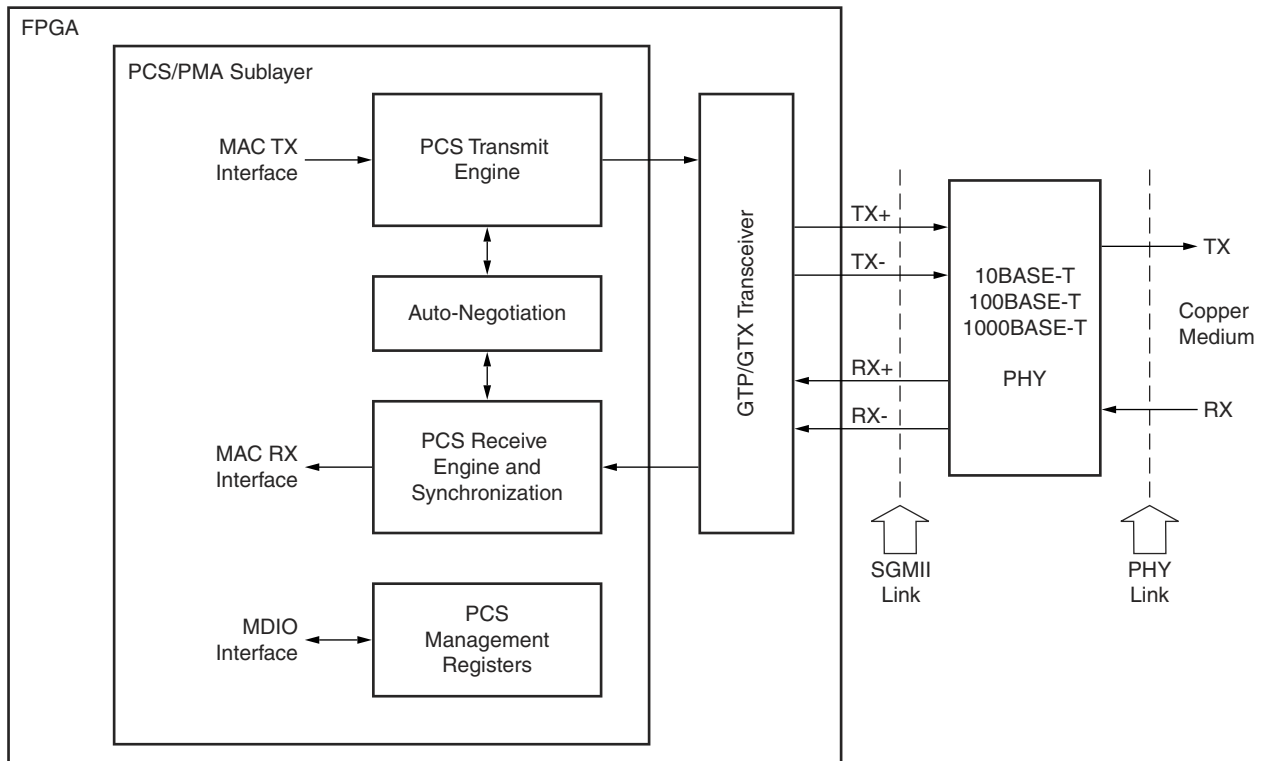 FPGA
PCS/PMA Sublayer
MAC TX
Interface
PCS Transmit
Engine
Auto-Negotiation
MAC RX
Interface
PCS Receive
Engine and
Synchronization
MDIO
Interface
PCS
Management
Registers
GTP/GTX Transceiver
TX+
TX-
RX+
RX-
SGMII
Link
10BASE-T
100BASE-T
1000BASE-T
PHY
TX
Copper
Medium
RX
PHY
Link